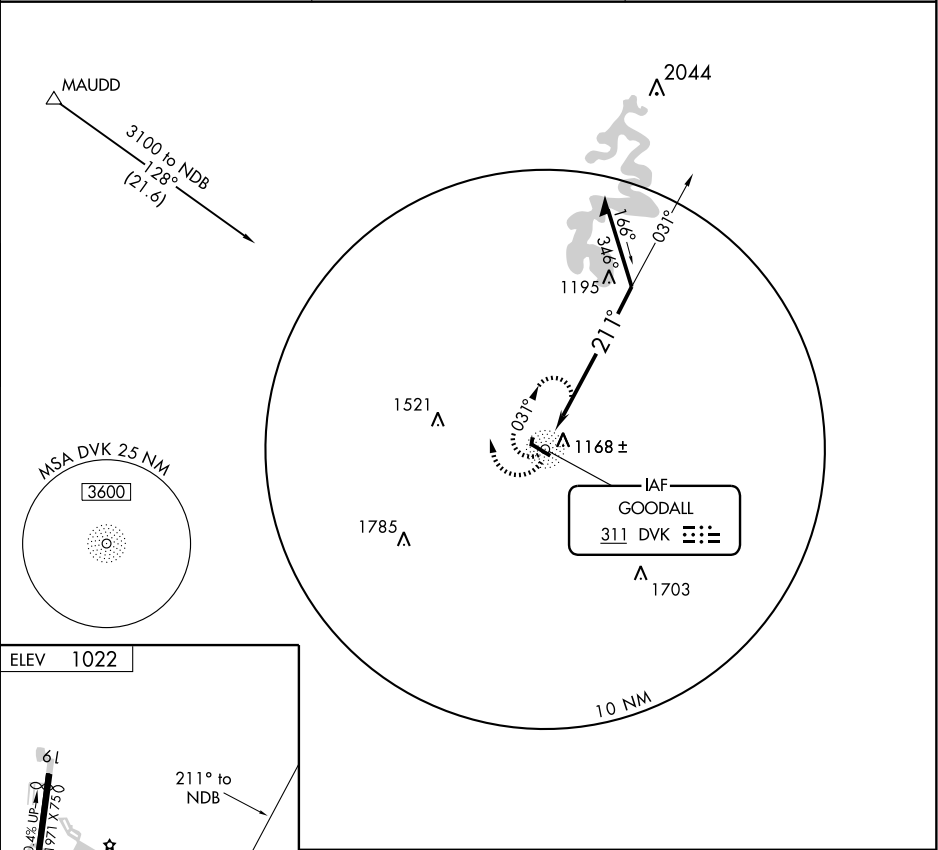 MAUDD
3100 to NDB
128°
(21.6)
2044
031°
166°
346°
1195
211°
1521
031°
1168 ±
MSA DVK 25 NM
3600
IAF
GOODALL
311 DVK
1785
1703
10 NM
ELEV 1022
19
211° to
NDB
0.4% UP